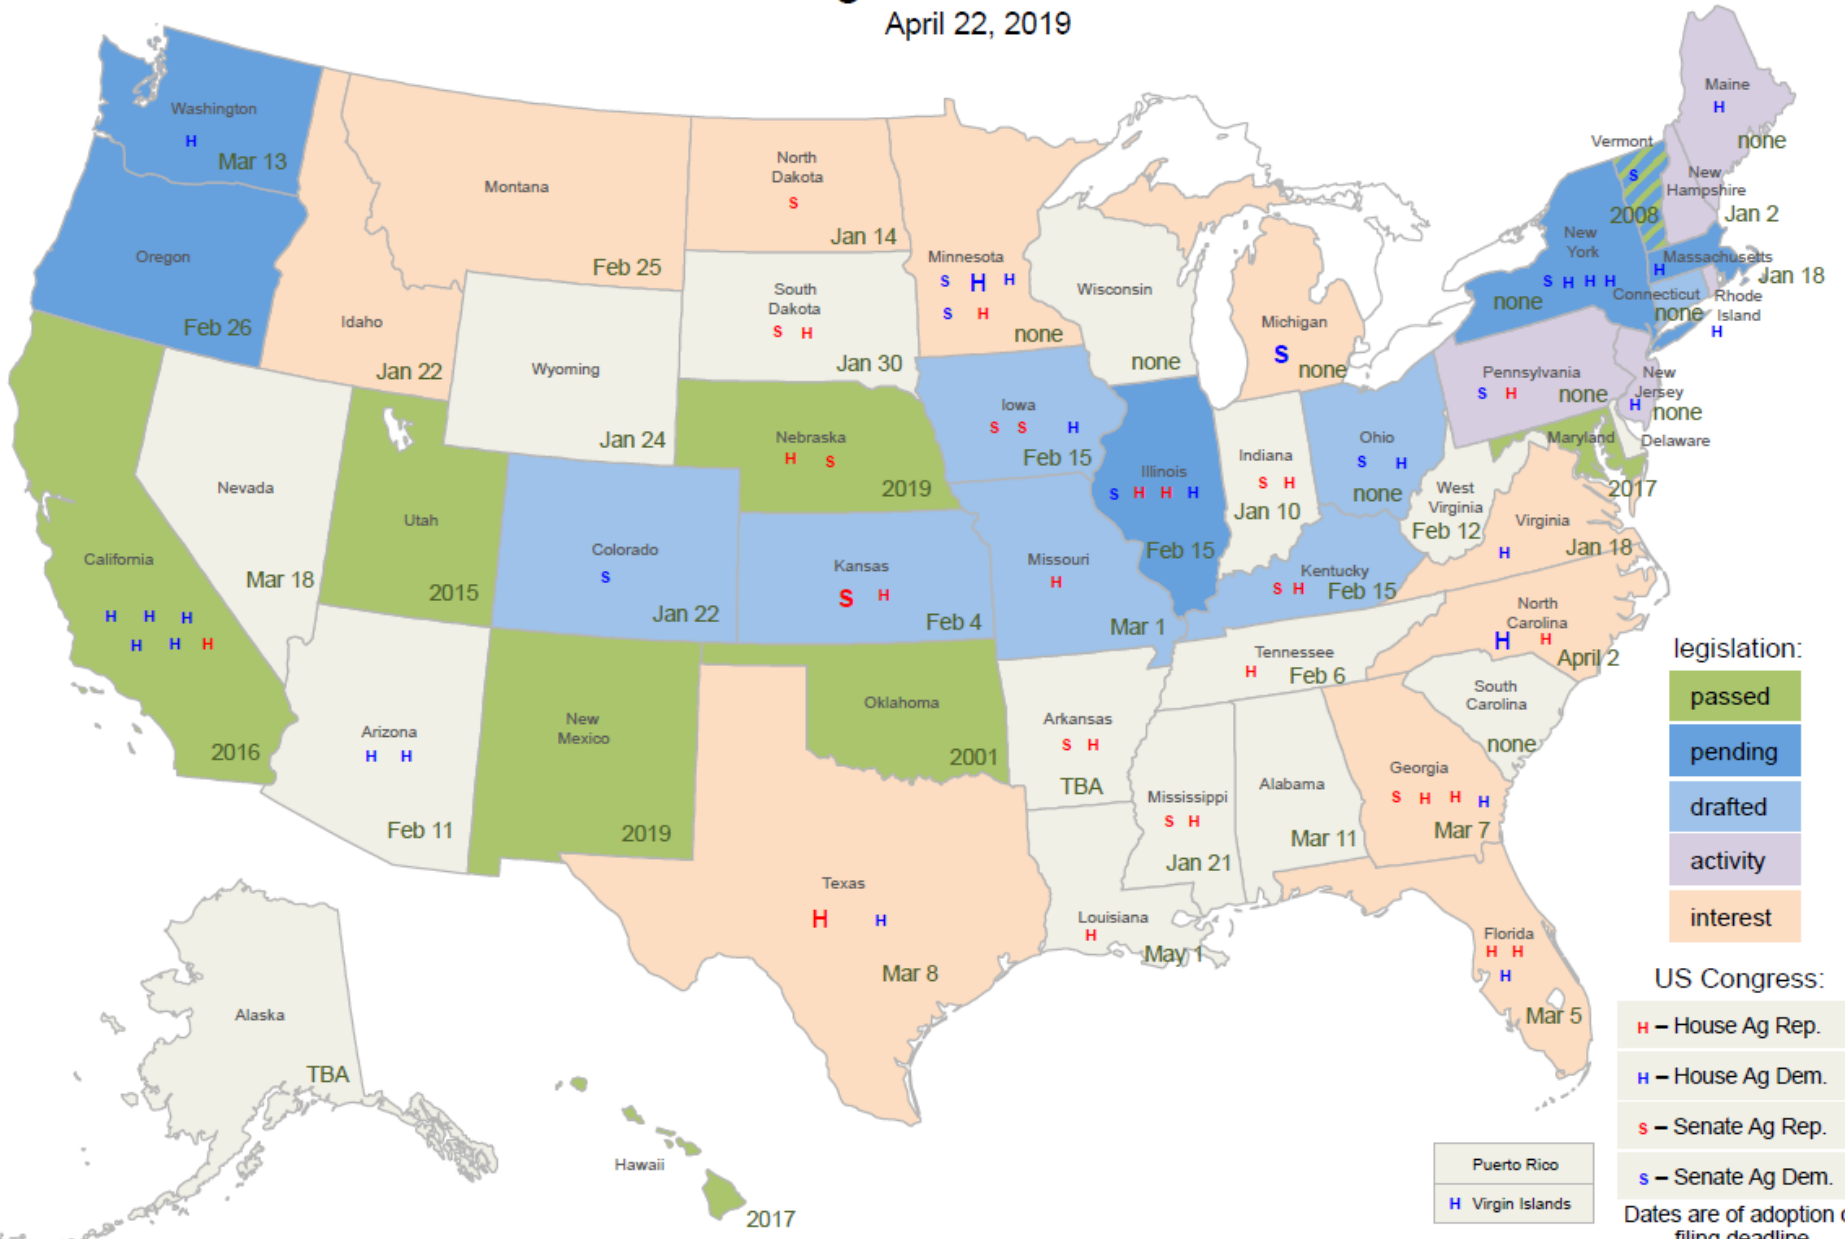 April 22, 2019
Washington
H
Mar 13
Oregon
Feb 26
Idaho
Jan 22
Montana
Feb 25
North
Dakota
S
Jan 14
South
Dakota
S H
Jan 30
Wyoming
Jan 24
Minnesota
S H H
S H
none
Wisconsin
none
Michigan
S
none
Nebraska
H S
2019
Iowa
S S H
Feb 15
Illinois
S H H H
Feb 15
Indiana
S H
Jan 10
Ohio
S H
none
Pennsylvania
S H
none
New
York
S H H H
none
Vermont
S
2008
New
Hampshire
Jan 2
Maine
H
none
Massachusetts
H
Jan 18
Connecticut
none
Rhode
Island
H
New
Jersey
H
none
Delaware
Maryland
2017
West
Virginia
Feb 12
Virginia
H
Jan 18
Kentucky
S H
Feb 15
North
Carolina
H H
April 2
Tennessee
H
Feb 6
South
Carolina
none
Georgia
S H H H
Mar 7
Florida
H H
H
Mar 5
Alabama
Mar 11
Mississippi
S H
Jan 21
Louisiana
H
May 1
Arkansas
S H
TBA
Missouri
H
Mar 1
Kansas
S H
Feb 4
Oklahoma
2001
Texas
H H
Mar 8
New
Mexico
2019
Colorado
S
Jan 22
Utah
2015
Arizona
H H
Feb 11
Nevada
Mar 18
California
H H H
H H H
2016
Alaska
TBA
Hawaii
2017
legislation:
passed
pending
drafted
activity
interest
US Congress:
H – House Ag Rep.
H – House Ag Dem.
S – Senate Ag Rep.
S – Senate Ag Dem.
Dates are of adoption
filing deadline
Puerto Rico
H Virgin Islands